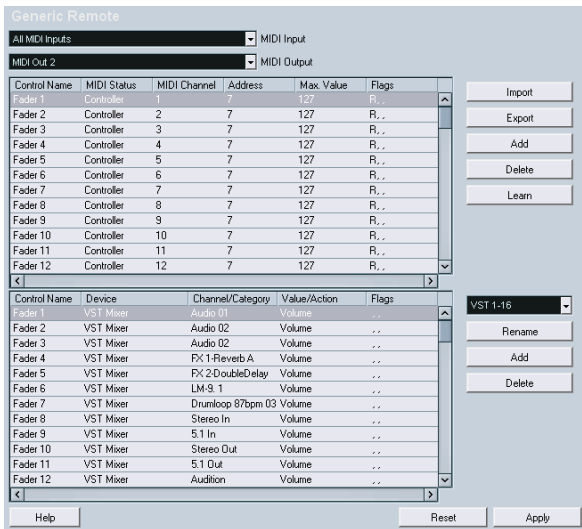 Generic Remote
All MIDI Inputs MIDI Input
MIDI Out 2 MIDI Output
Control Name MIDI Status MIDI Channel Address Max. Value Flags
Fader 1 Controller 1 7 127 R, ,
Fader 2 Controller 2 7 127 R, ,
Fader 3 Controller 3 7 127 R, ,
Fader 4 Controller 4 7 127 R, ,
Fader 5 Controller 5 7 127 R, ,
Fader 6 Controller 6 7 127 R, ,
Fader 7 Controller 7 7 127 R, ,
Fader 8 Controller 8 7 127 R, ,
Fader 9 Controller 9 7 127 R, ,
Fader 10 Controller 10 7 127 R, ,
Fader 11 Controller 11 7 127 R, ,
Fader 12 Controller 12 7 127 R, ,
Import
Export
Add
Delete
Learn
Control Name Device Channel/Category Value/Action Flags
Fader 1 VST Mixer Audio 01 Volume , ,
Fader 2 VST Mixer Audio 02 Volume , ,
Fader 3 VST Mixer Audio 02 Volume , ,
Fader 4 VST Mixer FX 1-Reverb A Volume , ,
Fader 5 VST Mixer FX 2-DoubleDelay Volume , ,
Fader 6 VST Mixer LM-9. 1 Volume , ,
Fader 7 VST Mixer Drumloop 87bpm 03 Volume , ,
Fader 8 VST Mixer Stereo In Volume , ,
Fader 9 VST Mixer 5.1 In Volume , ,
Fader 10 VST Mixer Stereo Out Volume , ,
Fader 11 VST Mixer 5.1 Out Volume , ,
Fader 12 VST Mixer Audition Volume , ,
VST 1-16
Rename
Add
Delete
Help Reset Apply